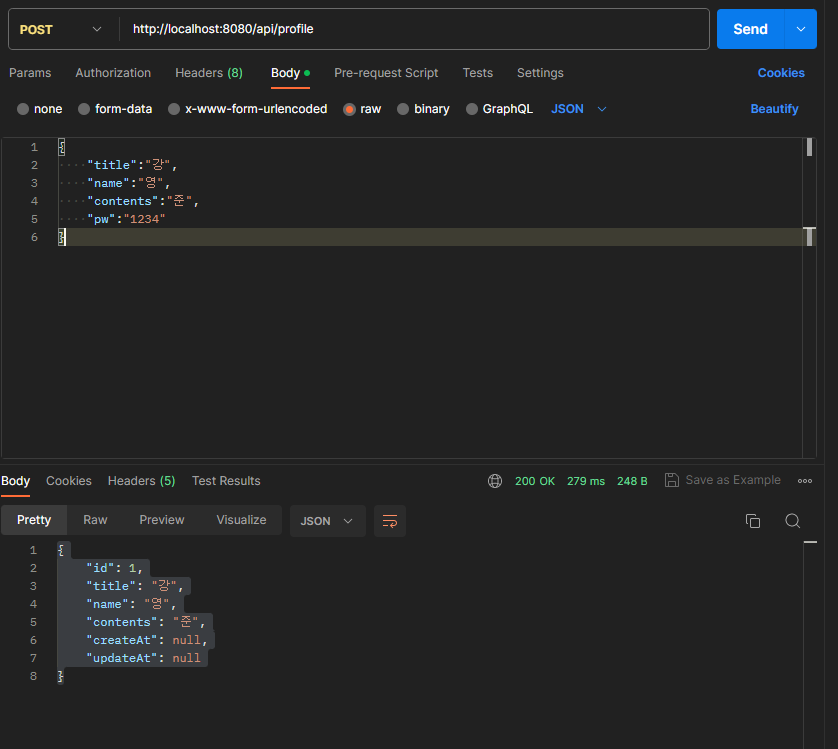 POST http://localhost:8080/api/profile Send
Params Authorization Headers (8) Body Pre-request Script Tests Settings Cookies
none form-data x-www-form-urlencoded raw binary GraphQL JSON Beautify
1 {
2 "title":"강",
3 "name":"영",
4 "contents":"준",
5 "pw":"1234"
6 }
Body Cookies Headers (5) Test Results 200 OK 279 ms 248 B Save as Example
Pretty Raw Preview Visualize JSON
1 {
2 "id": 1,
3 "title": "강",
4 "name": "영",
5 "contents": "준",
6 "createAt": null,
7 "updateAt": null
8 }